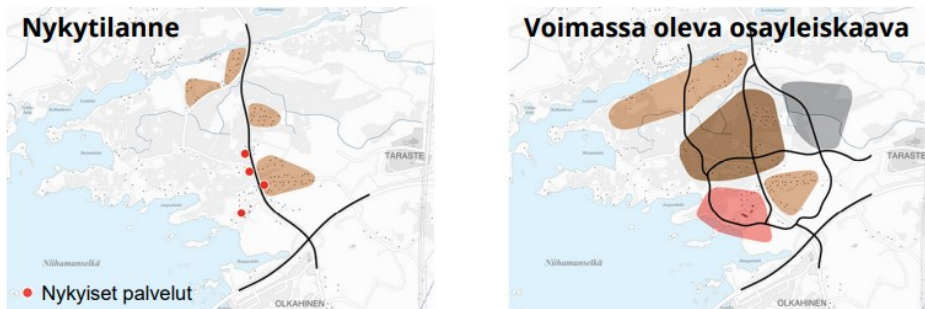 Nykytilanne
TARASTE
Niihamanselkä
Nykyiset palvelut
OLKAHINEN
Voimassa oleva osayleiskaava
TARASTE
Niihamanselkä
OLKAHINEN